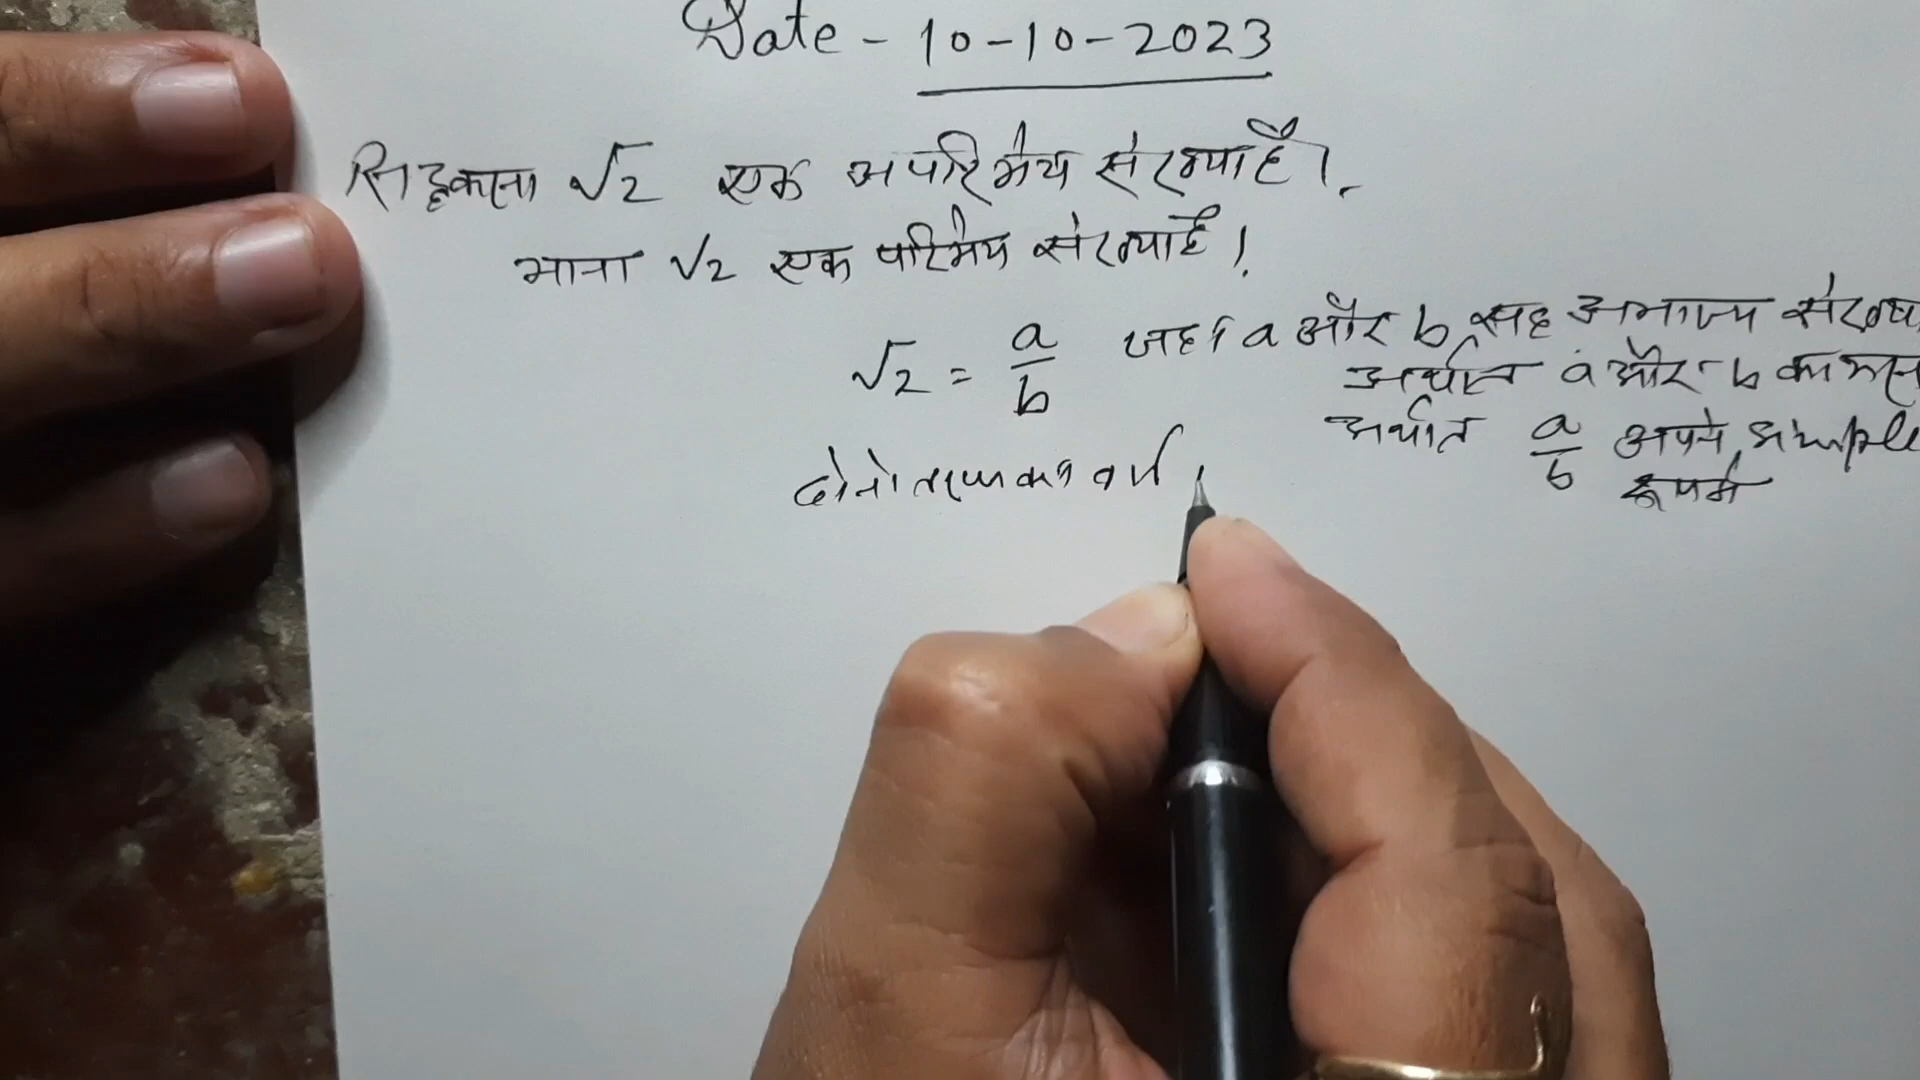 Date - 10-10-2023
सिद्ध करना √2 एक अपरिमेय संख्या है।
माना √2 एक परिमेय संख्या है।
√2 = a/b जहाँ a और b सह अभाज्य संख्या
अर्थात a और b का
अर्थात a/b अपने simple
रूप में
दोनो तरफ का वर्ग